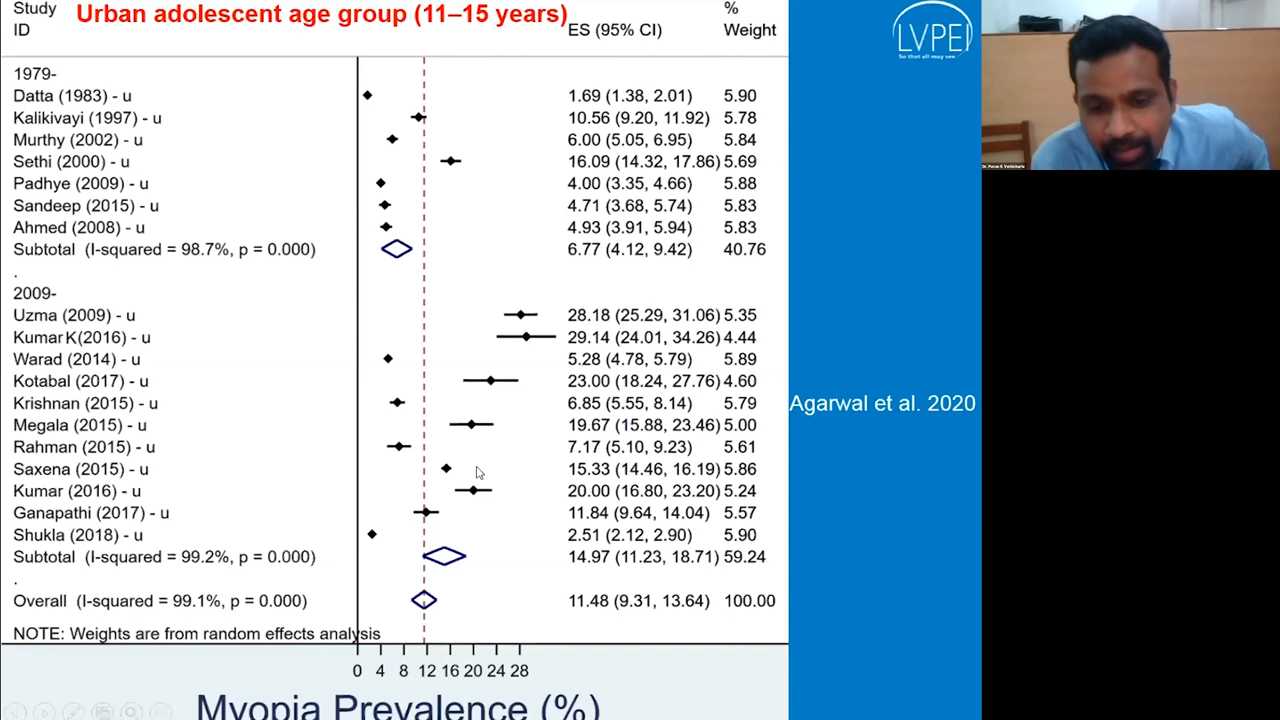 Urban adolescent age group (11–15 years)
Study
ID
ES (95% CI)
%
Weight
1979-
Datta (1983) - u 1.69 (1.38, 2.01) 5.90
Kalikivayi (1997) - u 10.56 (9.20, 11.92) 5.78
Murthy (2002) - u 6.00 (5.05, 6.95) 5.84
Sethi (2000) - u 16.09 (14.32, 17.86) 5.69
Padhye (2009) - u 4.00 (3.35, 4.66) 5.88
Sandeep (2015) - u 4.71 (3.68, 5.74) 5.83
Ahmed (2008) - u 4.93 (3.91, 5.94) 5.83
Subtotal (I-squared = 98.7%, p = 0.000) 6.77 (4.12, 9.42) 40.76
.
2009-
Uzma (2009) - u 28.18 (25.29, 31.06) 5.35
Kumar K(2016) - u 29.14 (24.01, 34.26) 4.44
Warad (2014) - u 5.28 (4.78, 5.79) 5.89
Kotabal (2017) - u 23.00 (18.24, 27.76) 4.60
Krishnan (2015) - u 6.85 (5.55, 8.14) 5.79
Megala (2015) - u 19.67 (15.88, 23.46) 5.00
Rahman (2015) - u 7.17 (5.10, 9.23) 5.61
Saxena (2015) - u 15.33 (14.46, 16.19) 5.86
Kumar (2016) - u 20.00 (16.80, 23.20) 5.24
Ganapathi (2017) - u 11.84 (9.64, 14.04) 5.57
Shukla (2018) - u 2.51 (2.12, 2.90) 5.90
Subtotal (I-squared = 99.2%, p = 0.000) 14.97 (11.23, 18.71) 59.24
.
Overall (I-squared = 99.1%, p = 0.000) 11.48 (9.31, 13.64) 100.00
NOTE: Weights are from random effects analysis
0 4 8 12 16 20 24 28
Myopia Prevalence (%)
LVPEI
So that all may see
Agarwal et al. 2020